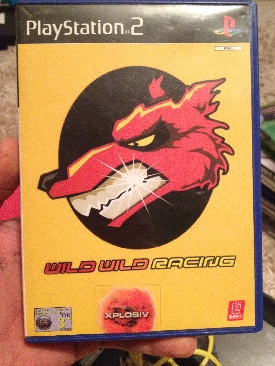 PlayStation 2
WILD WILD RACING
XPLOSIV